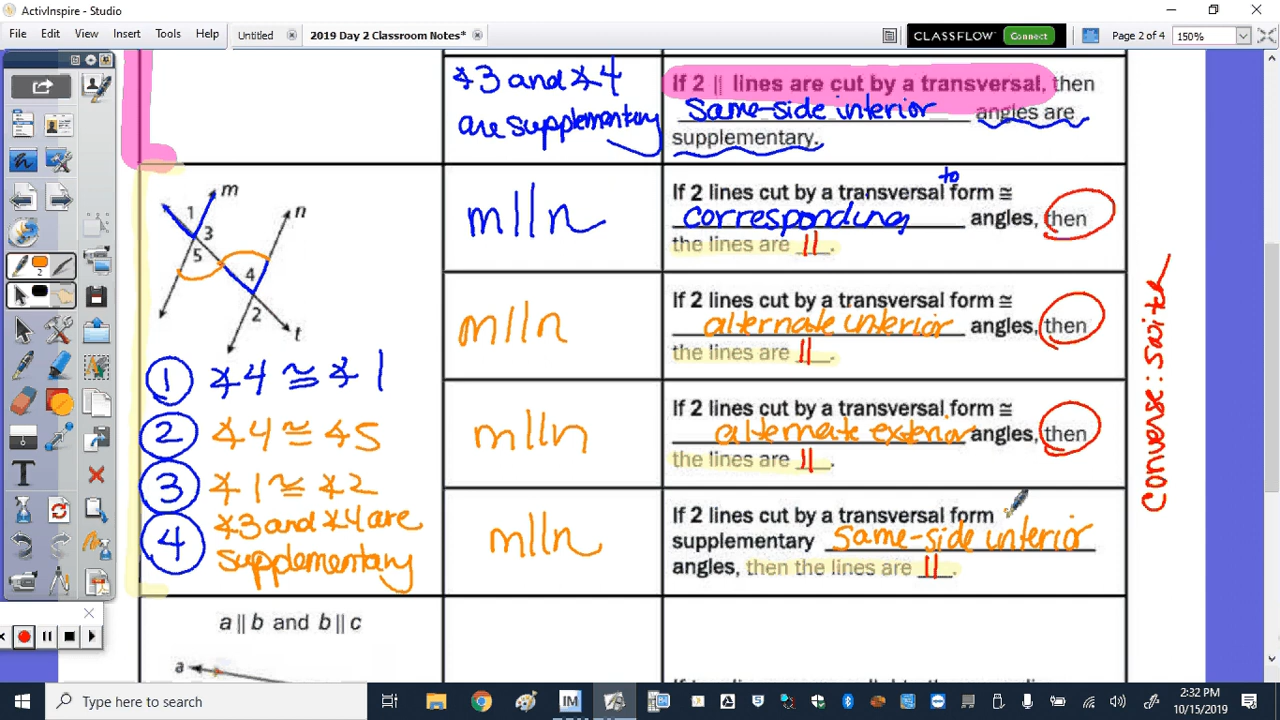 ActivInspire - Studio
File Edit View Insert Tools Help Untitled 2019 Day 2 Classroom Notes* CLASSFLOW Connect Page 2 of 4 150%
∡3 and ∡4
are supplementary
If 2 || lines are cut by a transversal, then
same-side interior angles are
supplementary.
m
n
1
3
5
4
2
t
① ∡4 ≅ ∡1
② ∡4 ≅ ∡5
③ ∡1 ≅ ∡2
④ ∡3 and ∡4 are
supplementary
m||n
to
If 2 lines cut by a transversal form ≅
corresponding angles, then
the lines are ||.
m||n
If 2 lines cut by a transversal form ≅
alternate interior angles, then
the lines are ||.
m||n
If 2 lines cut by a transversal form ≅
alternate exterior angles, then
the lines are ||.
m||n
If 2 lines cut by a transversal form
supplementary same-side interior
angles, then the lines are ||.
a || b and b || c
a
2
T
IM
Type here to search
2:32 PM
10/15/2019